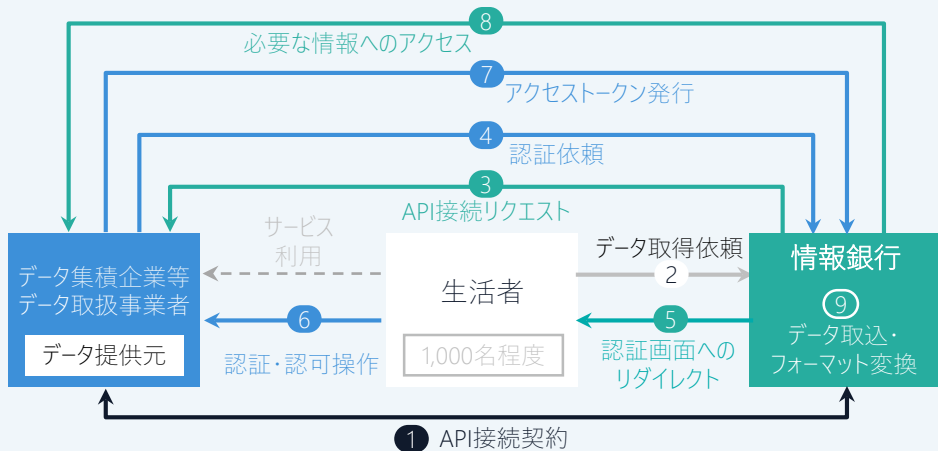 8
必要な情報へのアクセス
7
アクセストークン発行
4
認証依頼
3
API接続リクエスト
サービス
利用
データ集積企業等
データ取扱事業者
データ提供元
6
認証・認可操作
生活者
1,000名程度
データ取得依頼
2
5
認証画面への
リダイレクト
情報銀行
9
データ取込・
フォーマット変換
1 API接続契約